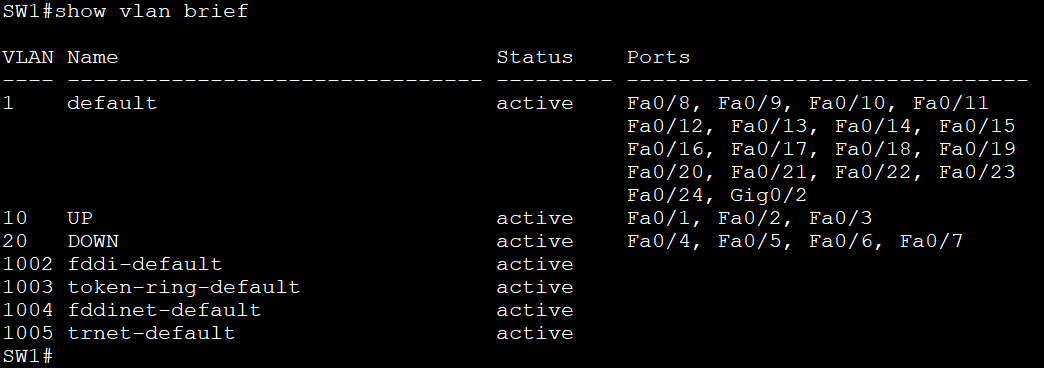 SW1#show vlan brief
VLAN Name                             Status    Ports
---- -------------------------------- --------- -------------------------------
1    default                          active    Fa0/8, Fa0/9, Fa0/10, Fa0/11
                                                Fa0/12, Fa0/13, Fa0/14, Fa0/15
                                                Fa0/16, Fa0/17, Fa0/18, Fa0/19
                                                Fa0/20, Fa0/21, Fa0/22, Fa0/23
                                                Fa0/24, Gig0/2
10   UP                               active    Fa0/1, Fa0/2, Fa0/3
20   DOWN                             active    Fa0/4, Fa0/5, Fa0/6, Fa0/7
1002 fddi-default                     active
1003 token-ring-default               active
1004 fddinet-default                  active
1005 trnet-default                    active
SW1#